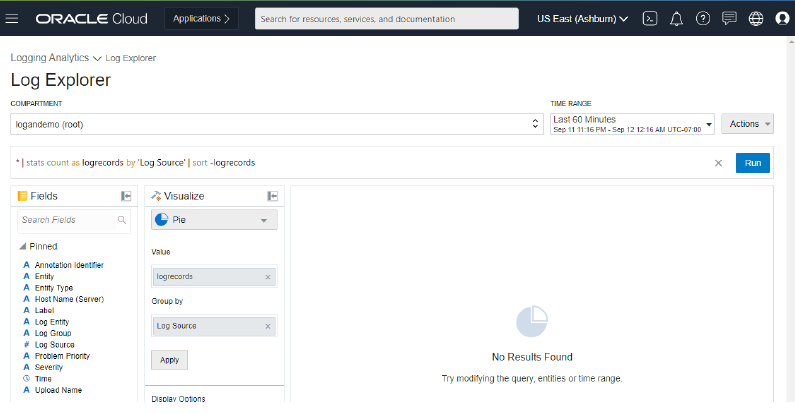 ORACLE Cloud
Applications
Search for resources, services, and documentation
US East (Ashburn)
Logging Analytics
Log Explorer
Log Explorer
COMPARTMENT
TIME RANGE
logandemo (root)
Last 60 Minutes
Sep 11 11:16 PM - Sep 12 12:16 AM UTC-07:00
Actions
* | stats count as logrecords by 'Log Source' | sort -logrecords
Run
Fields
Search Fields
Pinned
A Annotation Identifier
A Entity
A Entity Type
A Host Name (Server)
A Label
A Log Entity
A Log Group
# Log Source
A Problem Priority
A Severity
Time
A Upload Name
Visualize
Pie
Value
logrecords
Group by
Log Source
Apply
Display Options
No Results Found
Try modifying the query, entities or time range.